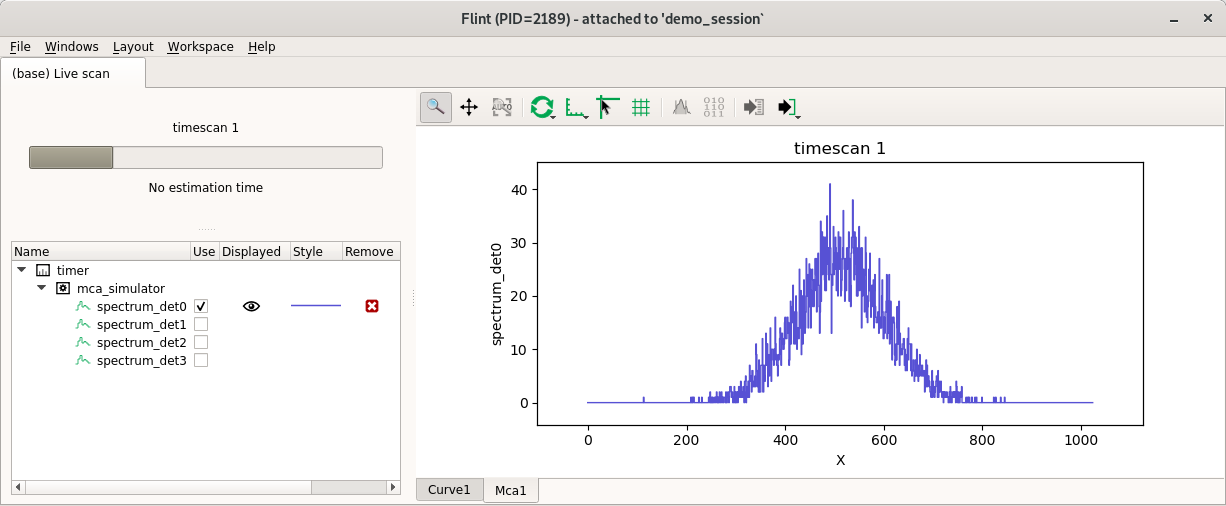 Flint (PID=2189) - attached to 'demo_session`
File Windows Layout Workspace Help
(base) Live scan
timescan 1
No estimation time
Name Use Displayed Style Remove
timer
mca_simulator
spectrum_det0
spectrum_det1
spectrum_det2
spectrum_det3
AUTO
010
110
011
timescan 1
spectrum_det0
40
30
20
10
0
0 200 400 600 800 1000
X
Curve1 Mca1